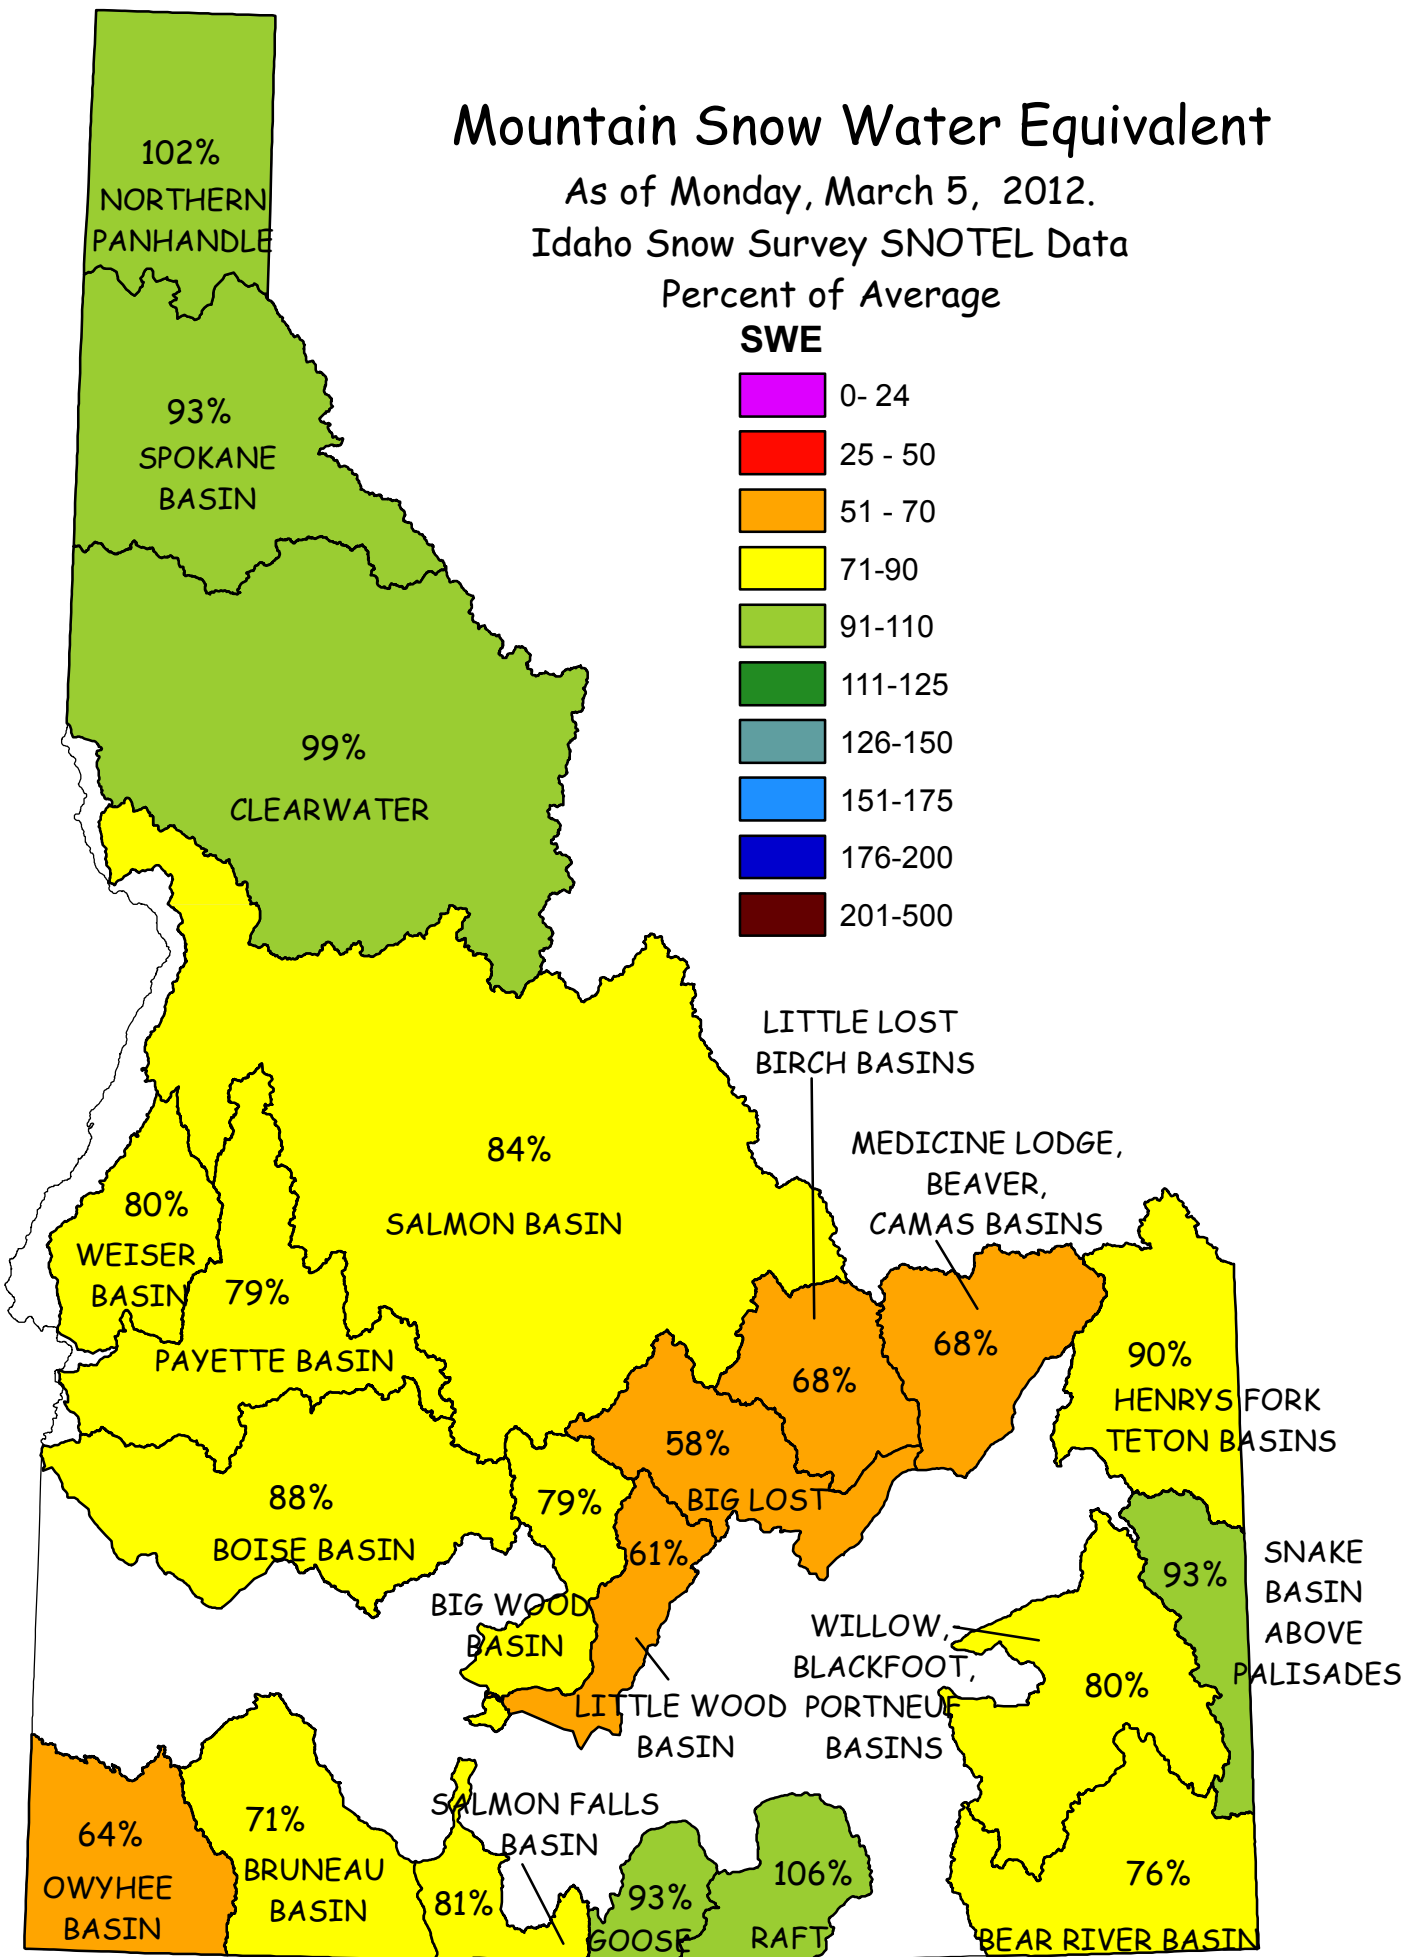 Mountain Snow Water Equivalent
As of Monday, March 5, 2012.
Idaho Snow Survey SNOTEL Data
Percent of Average
SWE
0- 24
25 - 50
51 - 70
71-90
91-110
111-125
126-150
151-175
176-200
201-500
102%
NORTHERN
PANHANDLE
93%
SPOKANE
BASIN
99%
CLEARWATER
84%
SALMON BASIN
80%
WEISER
BASIN
79%
PAYETTE BASIN
LITTLE LOST
BIRCH BASINS
68%
MEDICINE LODGE,
BEAVER,
CAMAS BASINS
68%
90%
HENRYS FORK
TETON BASINS
58%
BIG LOST
88%
BOISE BASIN
79%
BIG WOOD
BASIN
61%
LITTLE WOOD
BASIN
93%
SNAKE
BASIN
ABOVE
PALISADES
WILLOW,
BLACKFOOT,
PORTNEUF
BASINS
80%
64%
OWYHEE
BASIN
71%
BRUNEAU
BASIN
SALMON FALLS
BASIN
81%
93%
GOOSE
106%
RAFT
76%
BEAR RIVER BASIN